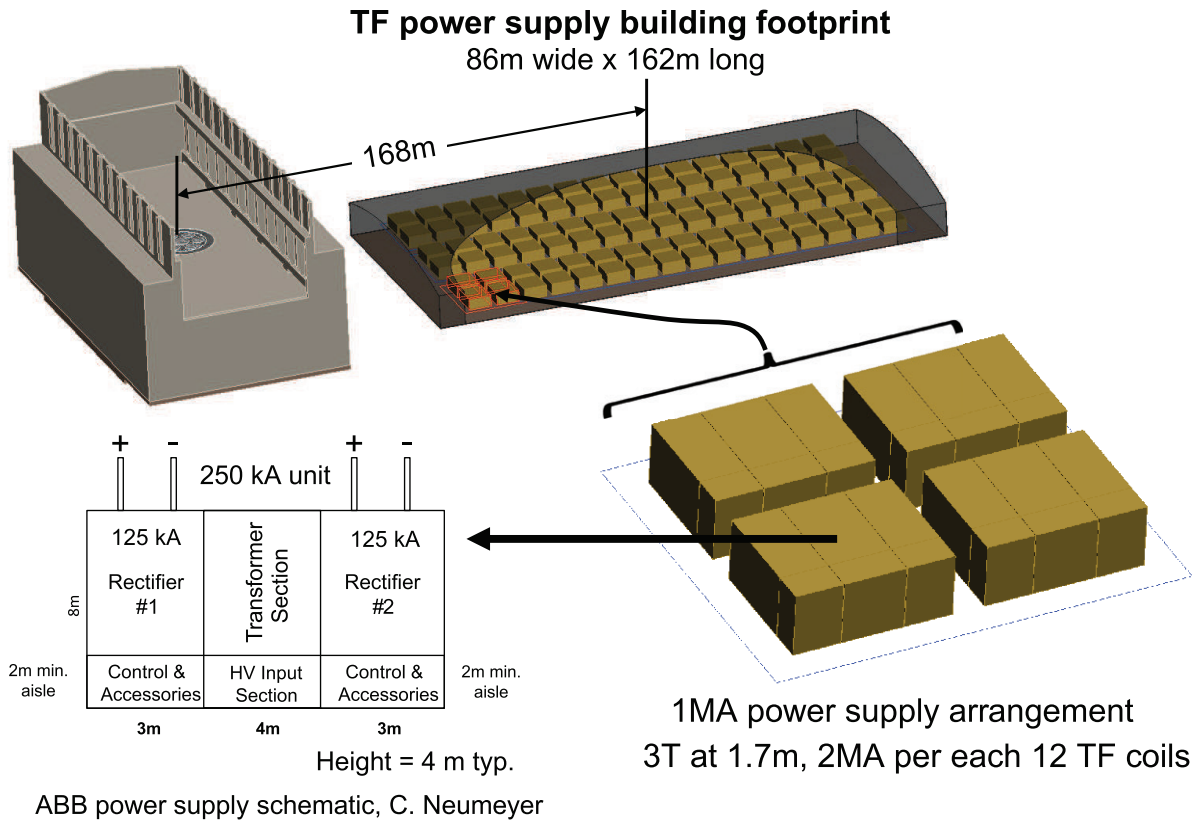 TF power supply building footprint
86m wide x 162m long
168m
+ - + -
250 kA unit
125 kA
Rectifier
#1
Transformer
Section
125 kA
Rectifier
#2
8m
2m min.
aisle
Control &
Accessories
HV Input
Section
Control &
Accessories
2m min.
aisle
3m 4m 3m
Height = 4 m typ.
ABB power supply schematic, C. Neumeyer
1MA power supply arrangement
3T at 1.7m, 2MA per each 12 TF coils